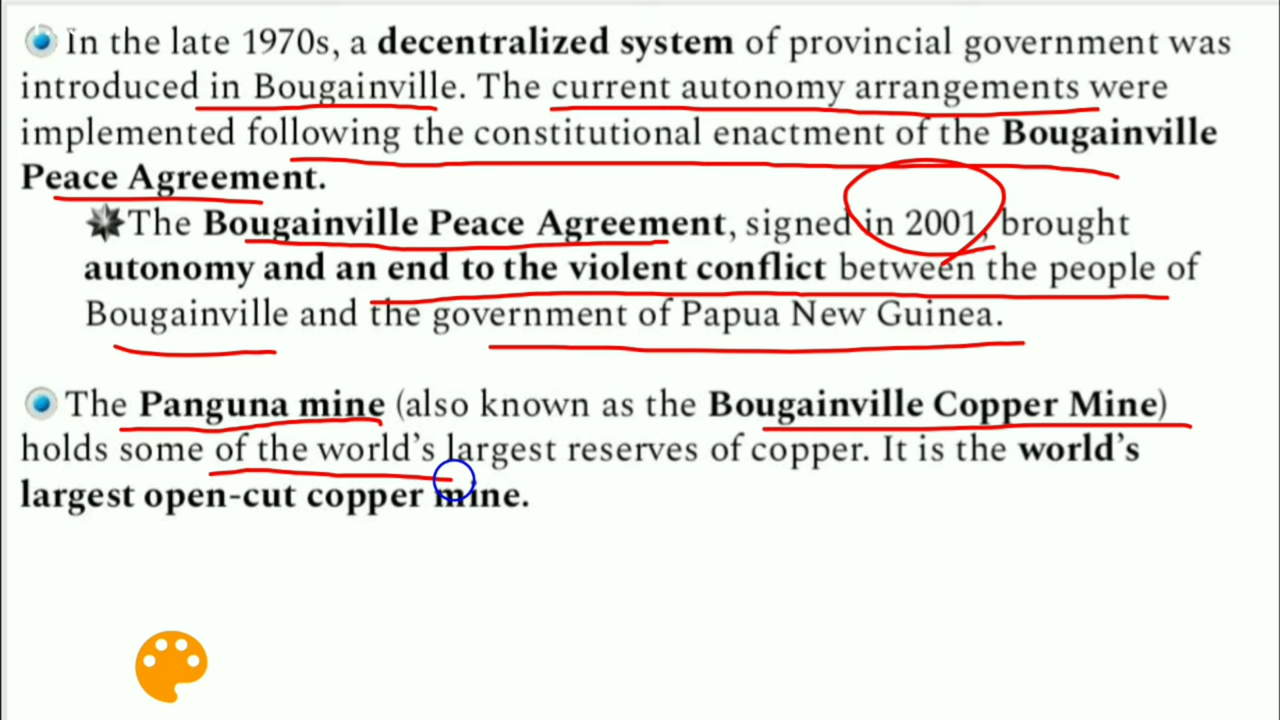 In the late 1970s, a decentralized system of provincial government was
introduced in Bougainville. The current autonomy arrangements were
implemented following the constitutional enactment of the Bougainville
Peace Agreement.
The Bougainville Peace Agreement, signed in 2001, brought
autonomy and an end to the violent conflict between the people of
Bougainville and the government of Papua New Guinea.
The Panguna mine (also known as the Bougainville Copper Mine)
holds some of the world's largest reserves of copper. It is the world's
largest open-cut copper mine.